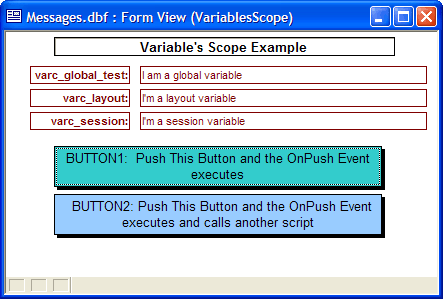 Messages.dbf : Form View (VariablesScope)
Variable's Scope Example
varc_global_test: I am a global variable
varc_layout: I'm a layout variable
varc_session: I'm a session variable
BUTTON1: Push This Button and the OnPush Event
executes
BUTTON2: Push This Button and the OnPush Event
executes and calls another script